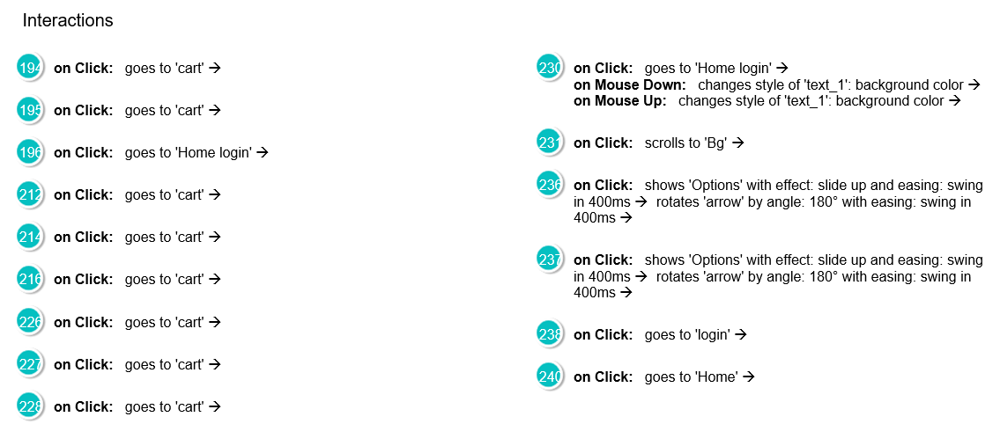 Interactions
194 on Click: goes to 'cart' →
195 on Click: goes to 'cart' →
196 on Click: goes to 'Home login' →
212 on Click: goes to 'cart' →
214 on Click: goes to 'cart' →
216 on Click: goes to 'cart' →
226 on Click: goes to 'cart' →
227 on Click: goes to 'cart' →
228 on Click: goes to 'cart' →
230 on Click: goes to 'Home login' →
on Mouse Down: changes style of 'text_1': background color →
on Mouse Up: changes style of 'text_1': background color →
231 on Click: scrolls to 'Bg' →
236 on Click: shows 'Options' with effect: slide up and easing: swing
in 400ms → rotates 'arrow' by angle: 180° with easing: swing in
400ms →
237 on Click: shows 'Options' with effect: slide up and easing: swing
in 400ms → rotates 'arrow' by angle: 180° with easing: swing in
400ms →
238 on Click: goes to 'login' →
240 on Click: goes to 'Home' →